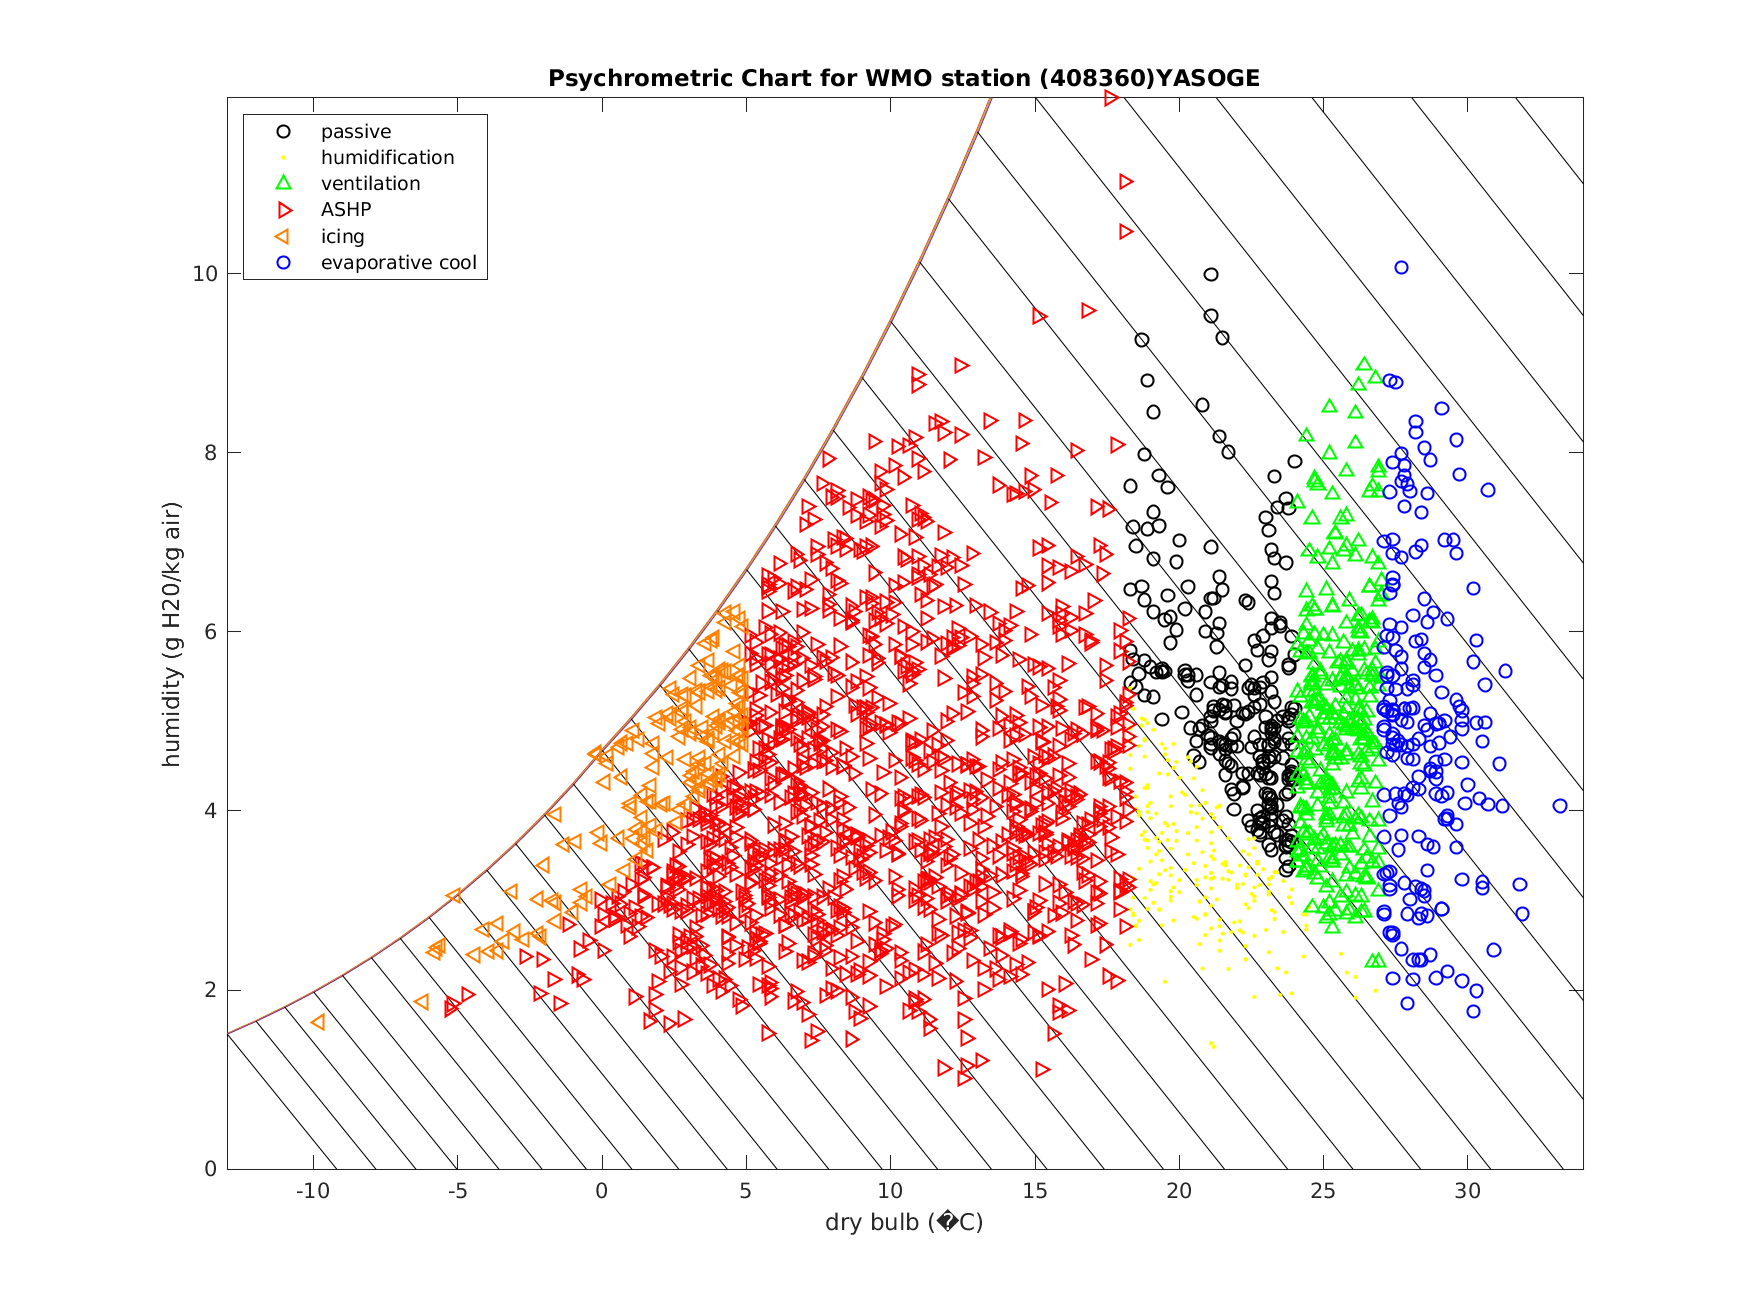 Psychrometric Chart for WMO station (408360)YASOGE
passive
humidification
ventilation
ASHP
icing
evaporative cool
humidity (g H20/kg air)
10
8
6
4
2
0
-10 -5 0 5 10 15 20 25 30
dry bulb (�C)